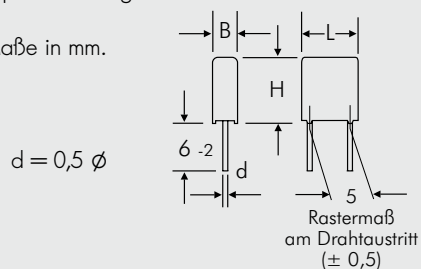 aße in mm.
B
L
H
6 -2
d
d = 0,5 ϕ
5
Rastermaß
am Drahtaustritt
(± 0,5)